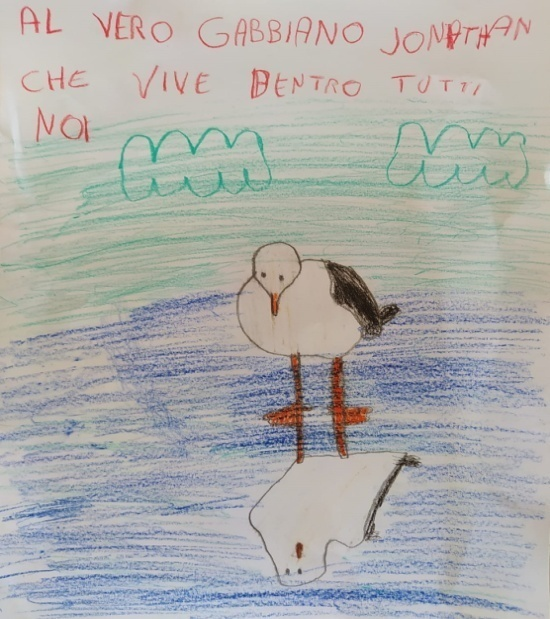 AL VERO GABBIANO JONATHAN
CHE VIVE DENTRO TUTTI
NOI